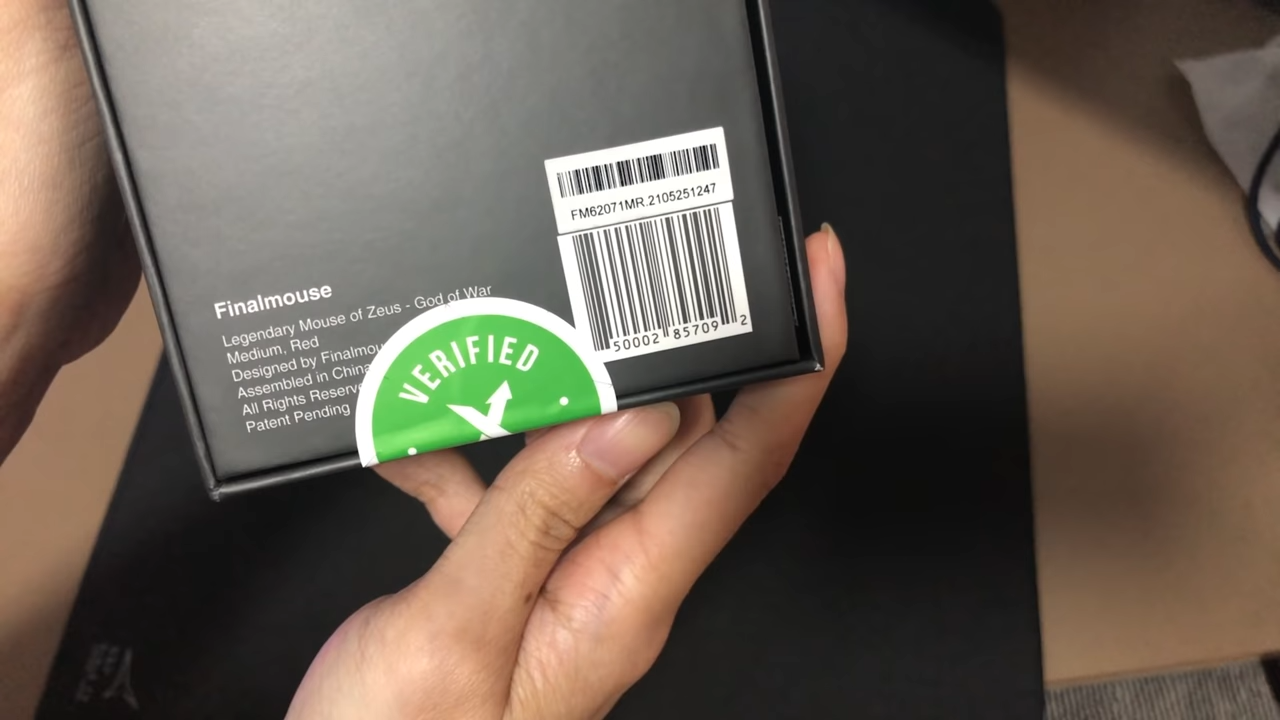 FM62071MR.2105251247
50002 85709 2
Finalmouse
Legendary Mouse of Zeus - God of War
Medium, Red
Designed by Finalmou
Assembled in China
All Rights Reserve
Patent Pending
VERIFIED